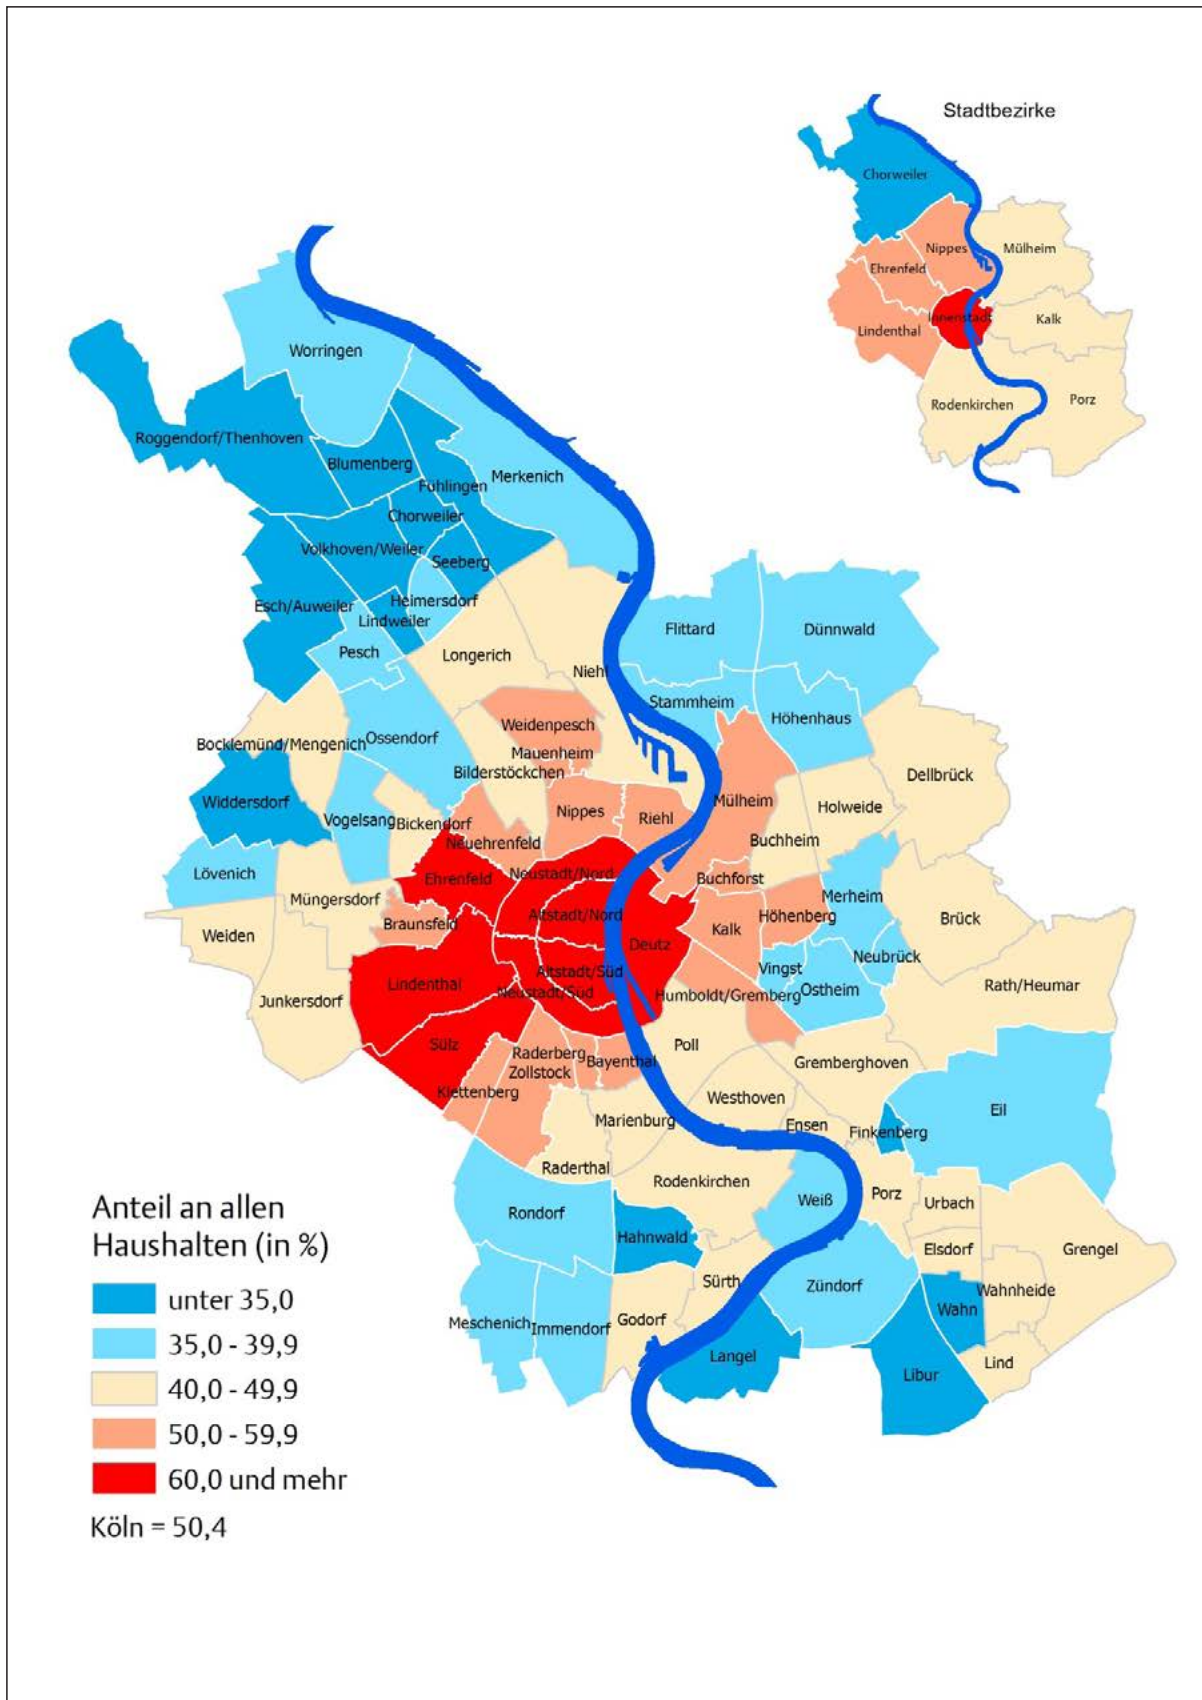 Stadtbezirke
Chorweiler
Nippes
Mülheim
Ehrenfeld
Innenstadt
Kalk
Lindenthal
Rodenkirchen
Porz
Worringen
Roggendorf/Thenhoven
Blumenberg
Merkenich
Fühlingen
Chorweiler
Volkhoven/Weiler
Seeberg
Heimersdorf
Esch/Auweiler
Lindweiler
Pesch
Longerich
Niehl
Flittard
Dünnwald
Stammheim
Höhenhaus
Weidenpesch
Ossendorf
Bocklemünd/Mengenich
Mauenheim
Bilderstöckchen
Dellbrück
Widdersdorf
Mülheim
Holweide
Nippes
Riehl
Vogelsang
Bickendorf
Neuehrenfeld
Buchheim
Lövenich
Ehrenfeld
Neustadt/Nord
Buchforst
Müngersdorf
Merheim
Altstadt/Nord
Höhenberg
Brück
Braunsfeld
Kalk
Weiden
Deutz
Neubrück
Vingst
Altstadt/Süd
Lindenthal
Ostheim
Rath/Heumar
Neustadt/Süd
Humboldt/Gremberg
Junkersdorf
Sülz
Poll
Raderberg
Bayenthal
Gremberghoven
Zollstock
Klettenberg
Westhoven
Eil
Marienburg
Ensen
Finkenberg
Raderthal
Rodenkirchen
Weiß
Porz
Urbach
Rondorf
Hahnwald
Elsdorf
Grengel
Sürth
Zündorf
Wahnheide
Wahn
Meschenich
Immendorf
Godorf
Langel
Lind
Libur
Anteil an allen
Haushalten (in %)
unter 35,0
35,0 - 39,9
40,0 - 49,9
50,0 - 59,9
60,0 und mehr
Köln = 50,4